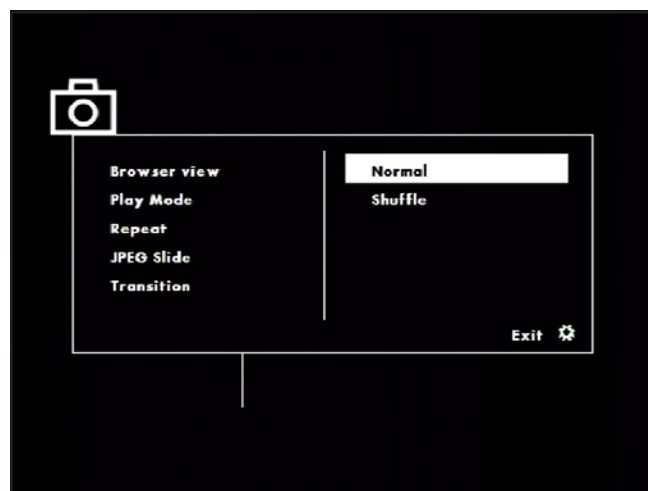 Browser view
Play Mode
Repeat
JPEG Slide
Transition
Normal
Shuffle
Exit